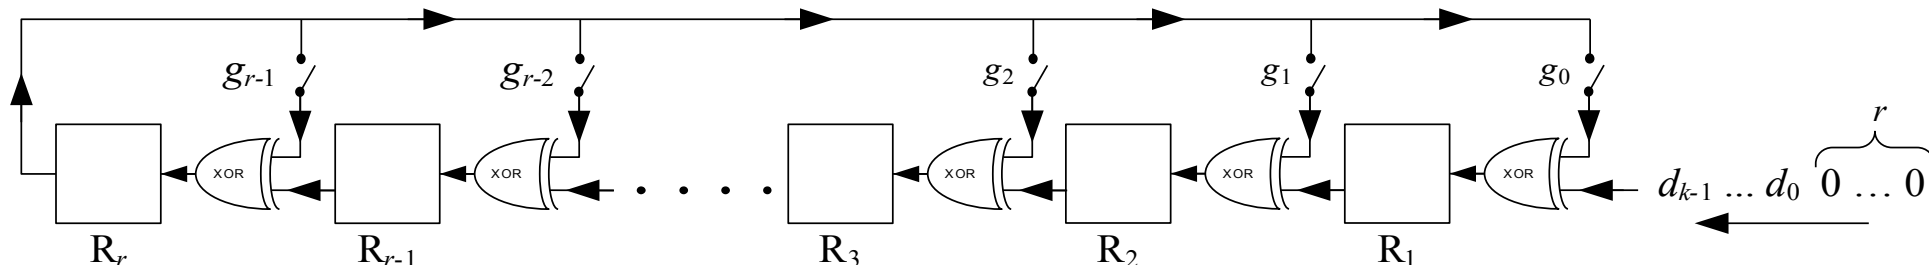 g_{r-1} g_{r-2} g_2 g_1 g_0
r
XOR XOR XOR XOR XOR
d_{k-1} ... d_0 0 ... 0
R_r R_{r-1} R_3 R_2 R_1